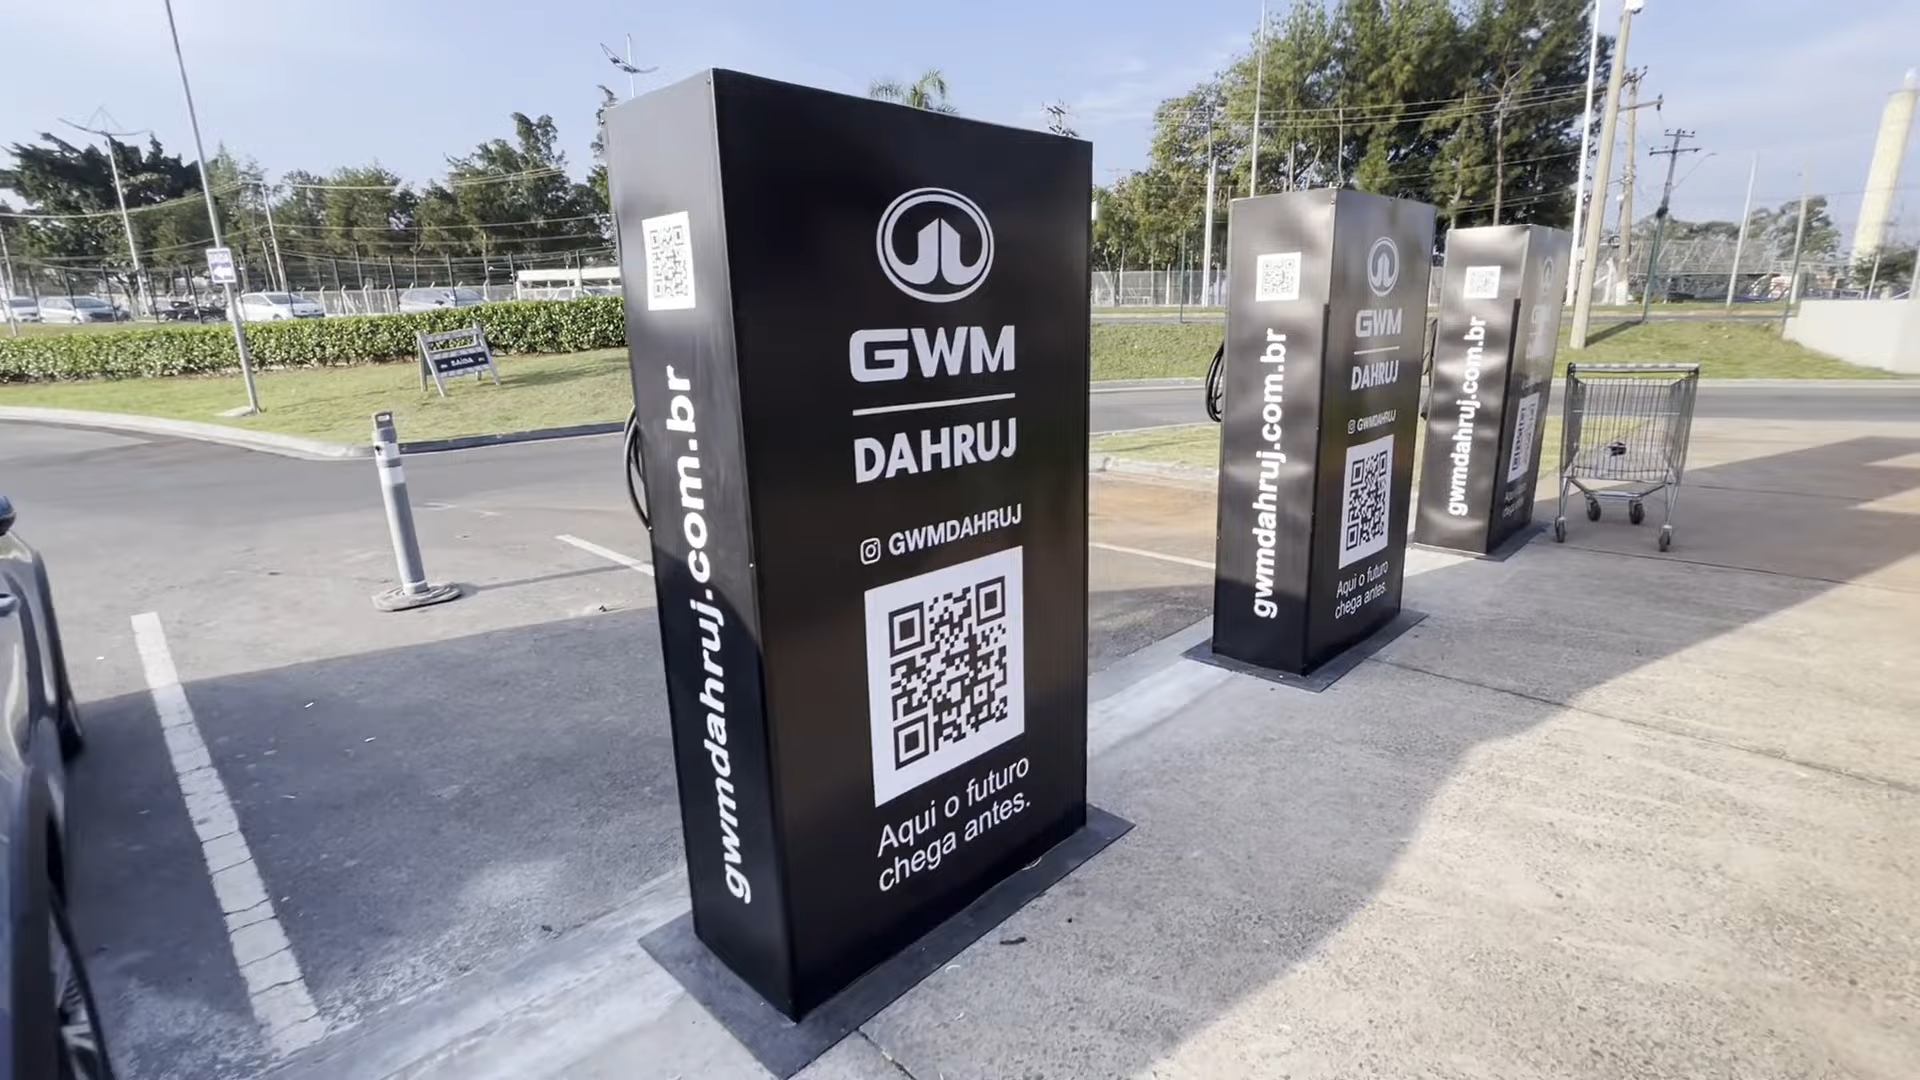 SAÍDA
SAÍDA
gwmdahruj.com.br
GWM
DAHRUJ
GWMDAHRUJ
Aqui o futuro
chega antes.
gwmdahruj.com.br
GWM
DAHRUJ
GWMDAHRUJ
Aqui o futuro
chega antes.
gwmdahruj.com.br